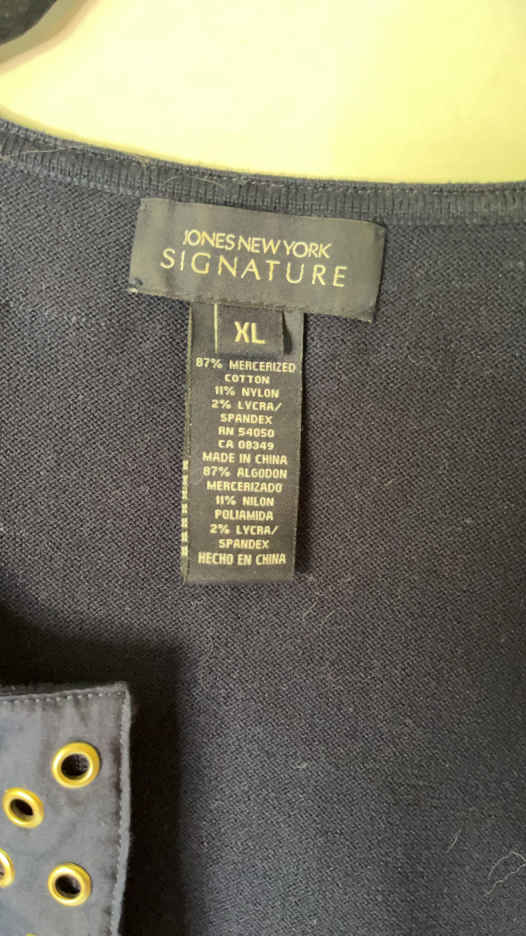 JONES NEW YORK
SIGNATURE
XL
87% MERCERIZED
COTTON
11% NYLON
2% LYCRA/
SPANDEX
RN 54050
CA 08349
MADE IN CHINA
87% ALGODON
MERCERIZADO
11% NILON
POLIAMIDA
2% LYCRA/
SPANDEX
HECHO EN CHINA